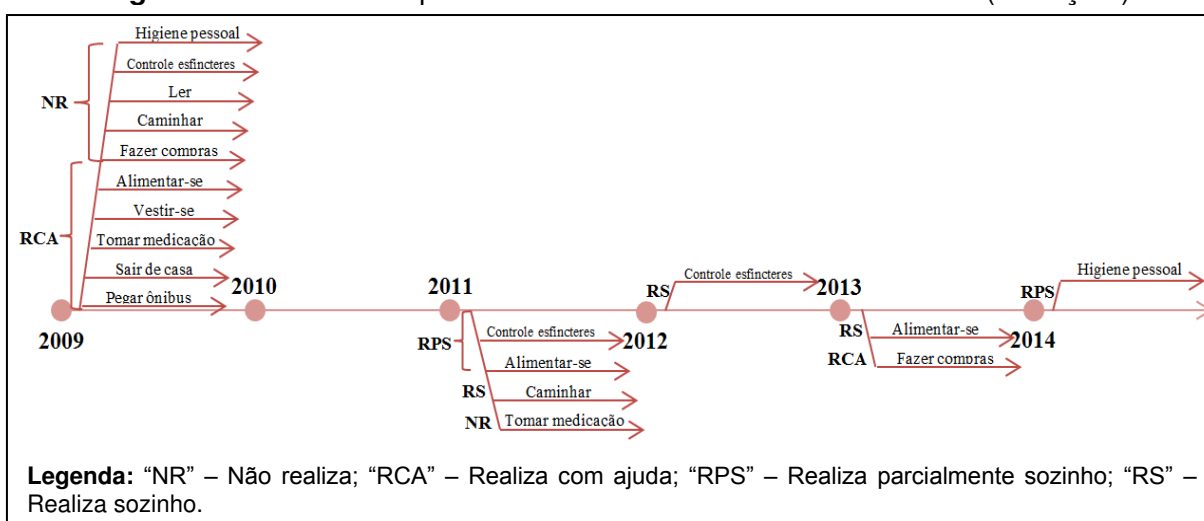 Higiene pessoal
Controle esfincteres
Ler
NR
Caminhar
Fazer compras
Alimentar-se
Vestir-se
RCA
Tomar medicação
Sair de casa
Pegar ônibus
2009
2010
2011
RPS
Controle esfincteres
Alimentar-se
RS
Caminhar
NR
Tomar medicação
2012
RS
Controle esfincteres
2013
RS
Alimentar-se
RCA
Fazer compras
2014
RPS
Higiene pessoal
Legenda: “NR” – Não realiza; “RCA” – Realiza com ajuda; “RPS” – Realiza parcialmente sozinho; “RS” –
Realiza sozinho.